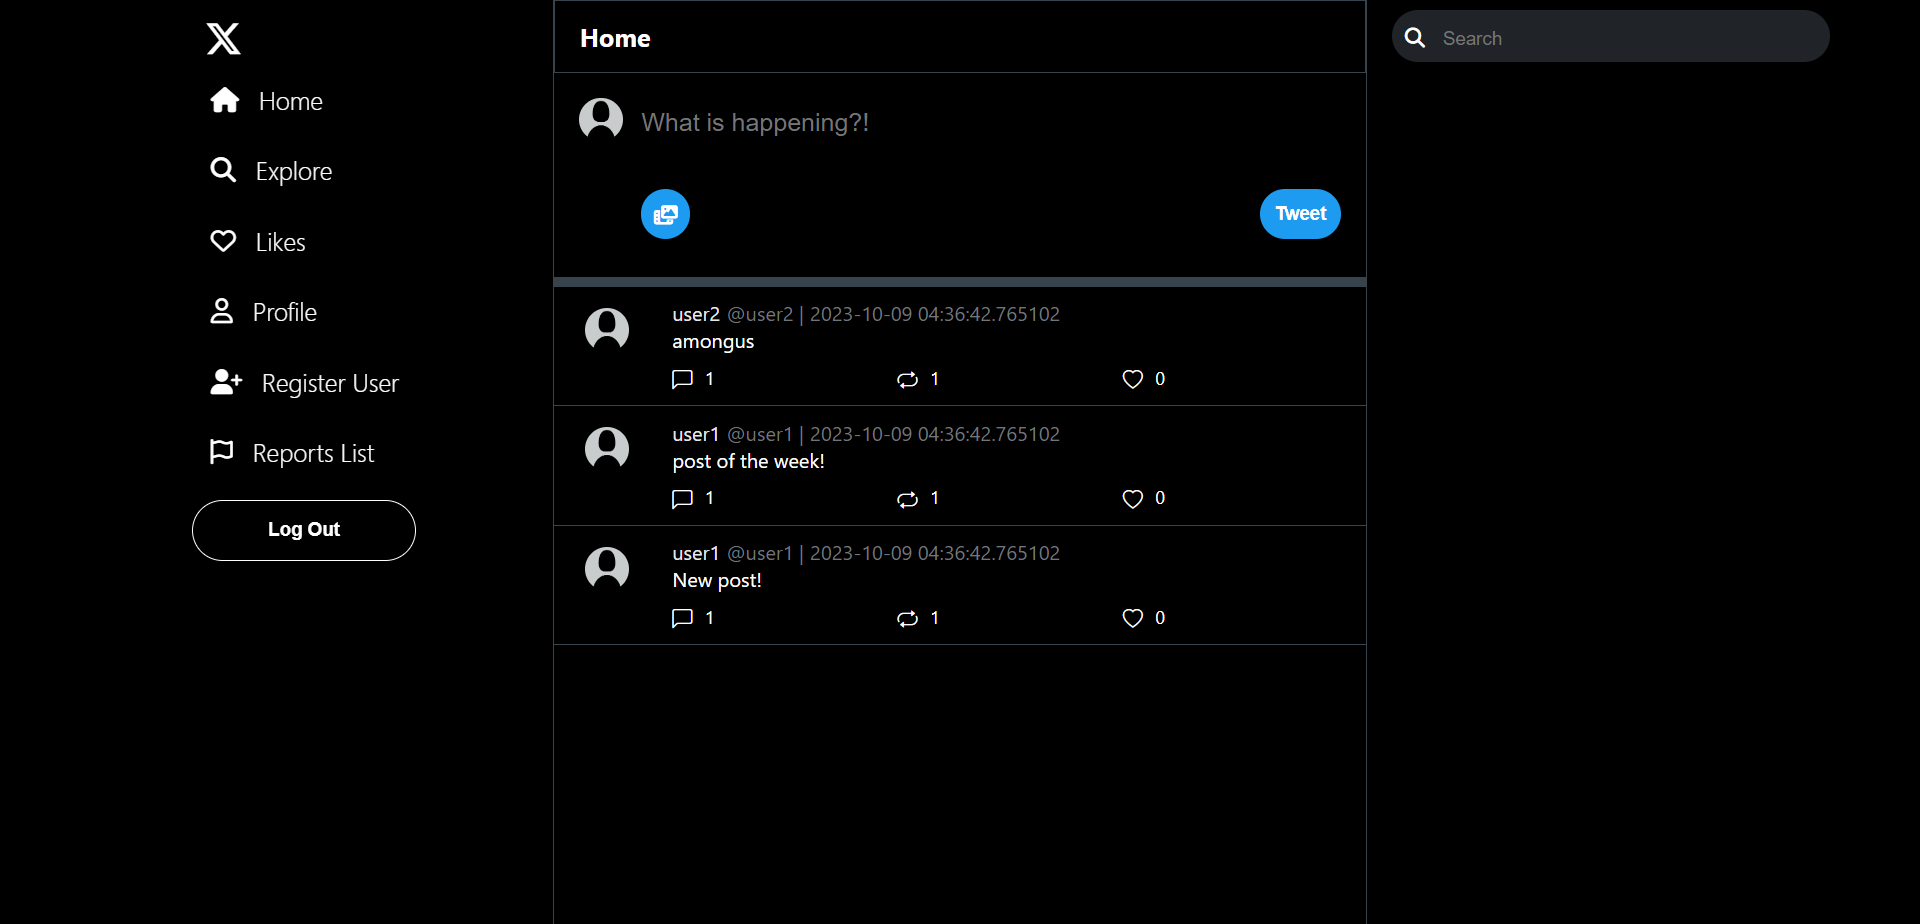 Home
Explore
Likes
Profile
Register User
Reports List
Log Out
Home
What is happening?!
Tweet
user2 @user2 | 2023-10-09 04:36:42.765102
amongus
1 1 0
user1 @user1 | 2023-10-09 04:36:42.765102
post of the week!
1 1 0
user1 @user1 | 2023-10-09 04:36:42.765102
New post!
1 1 0
Search